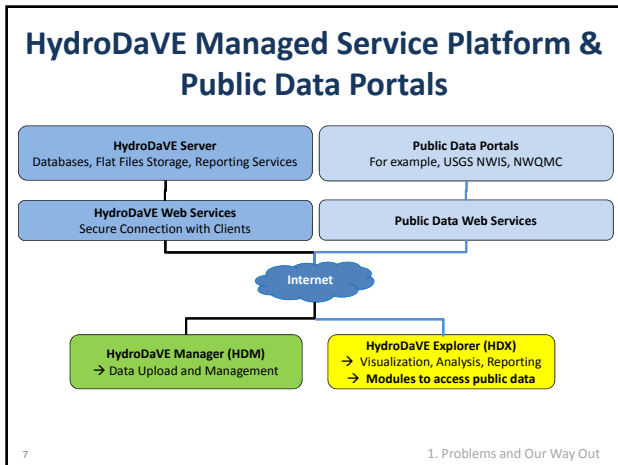 HydroDaVE Managed Service Platform &
Public Data Portals
HydroDaVE Server
Databases, Flat Files Storage, Reporting Services
Public Data Portals
For example, USGS NWIS, NWQMC
HydroDaVE Web Services
Secure Connection with Clients
Public Data Web Services
Internet
HydroDaVE Manager (HDM)
→ Data Upload and Management
HydroDaVE Explorer (HDX)
→ Visualization, Analysis, Reporting
→ Modules to access public data
7
1. Problems and Our Way Out